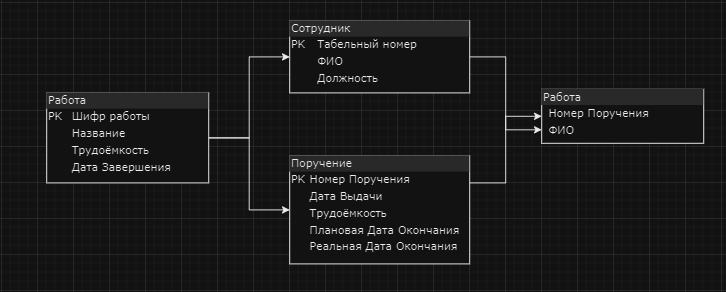 Сотрудник
PK Табельный номер
ФИО
Должность
Работа
PK Шифр работы
Название
Трудоёмкость
Дата Завершения
Поручение
PK Номер Поручения
Дата Выдачи
Трудоёмкость
Плановая Дата Окончания
Реальная Дата Окончания
Работа
Номер Поручения
ФИО